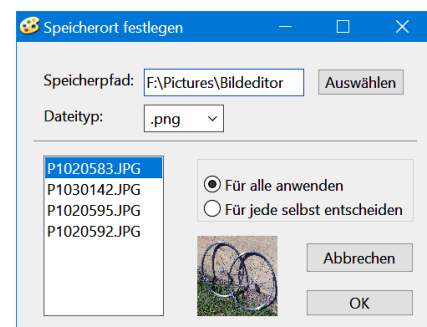 Speicherort festlegen
Speicherpfad: F:\Pictures\Bildeditor Auswählen
Dateityp: .png
P1020583.JPG
P1030142.JPG
P1020595.JPG
P1020592.JPG
Für alle anwenden
Für jede selbst entscheiden
Abbrechen
OK